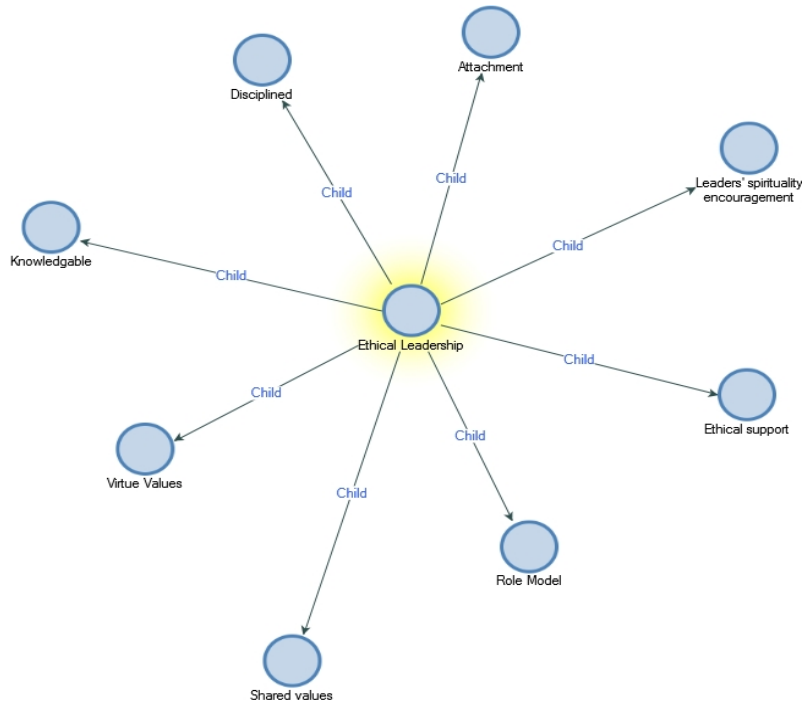 Attachment
Disciplined
Child
Child
Leaders' spirituality
encouragement
Child
Knowledgable
Child
Ethical Leadership
Child
Ethical support
Child
Virtue Values
Child
Child
Role Model
Shared values